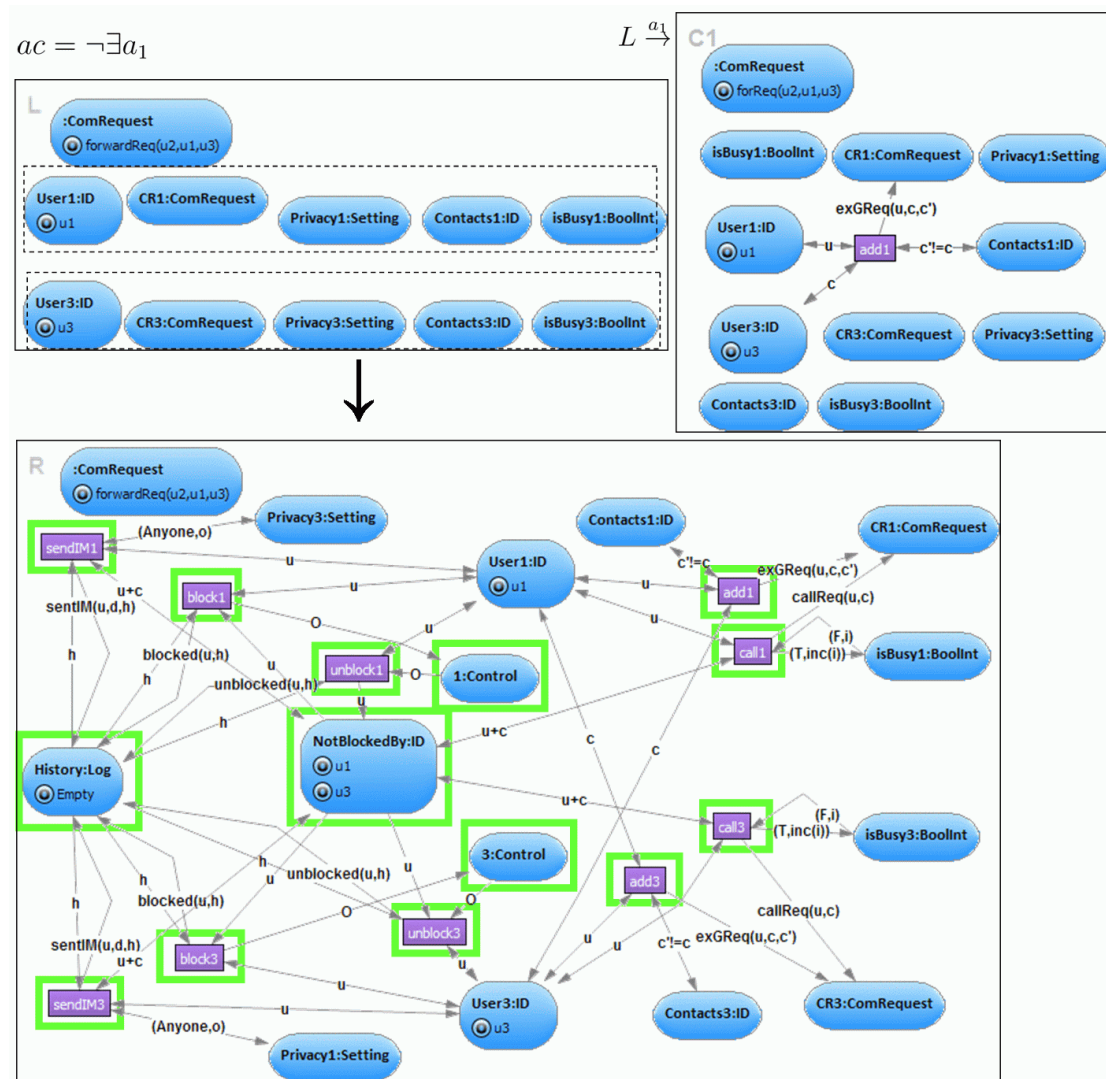 ac = ¬∃a₁
L →a₁
L
:ComRequest
forwardReq(u2,u1,u3)
User1:ID
u1
CR1:ComRequest
Privacy1:Setting
Contacts1:ID
isBusy1:BoolInt
User3:ID
u3
CR3:ComRequest
Privacy3:Setting
Contacts3:ID
isBusy3:BoolInt
C1
:ComRequest
forReq(u2,u1,u3)
isBusy1:BoolInt
CR1:ComRequest
Privacy1:Setting
exGReq(u,c,c')
User1:ID
u1
u
add1
c'!=c
Contacts1:ID
c
User3:ID
u3
CR3:ComRequest
Privacy3:Setting
Contacts3:ID
isBusy3:BoolInt
R
:ComRequest
forwardReq(u2,u1,u3)
(Anyone,o)
Privacy3:Setting
Contacts1:ID
CR1:ComRequest
sendIM1
u
User1:ID
u1
c'!=c
exGReq(u,c,c')
u+c
block1
u
u
add1
callReq(u,c)
sentIM(u,d,h)
O
u
u
(F,i)
call1
(T,inc(i))
isBusy1:BoolInt
h
blocked(u,h)
h
u
unblock1
O
1:Control
unblocked(u,h)
h
u
u+c
c
c
History:Log
Empty
NotBlockedBy:ID
u1
u3
u+c
(F,i)
call3
(T,inc(i))
isBusy3:BoolInt
3:Control
h
h
unblocked(u,h)
u
u
O
add3
h
blocked(u,h)
O
callReq(u,c)
sentIM(u,d,h)
u+c
block3
unblock3
u
u
u
c'!=c
exGReq(u,c,c')
u
sendIM3
u
User3:ID
u3
Contacts3:ID
CR3:ComRequest
(Anyone,o)
Privacy1:Setting